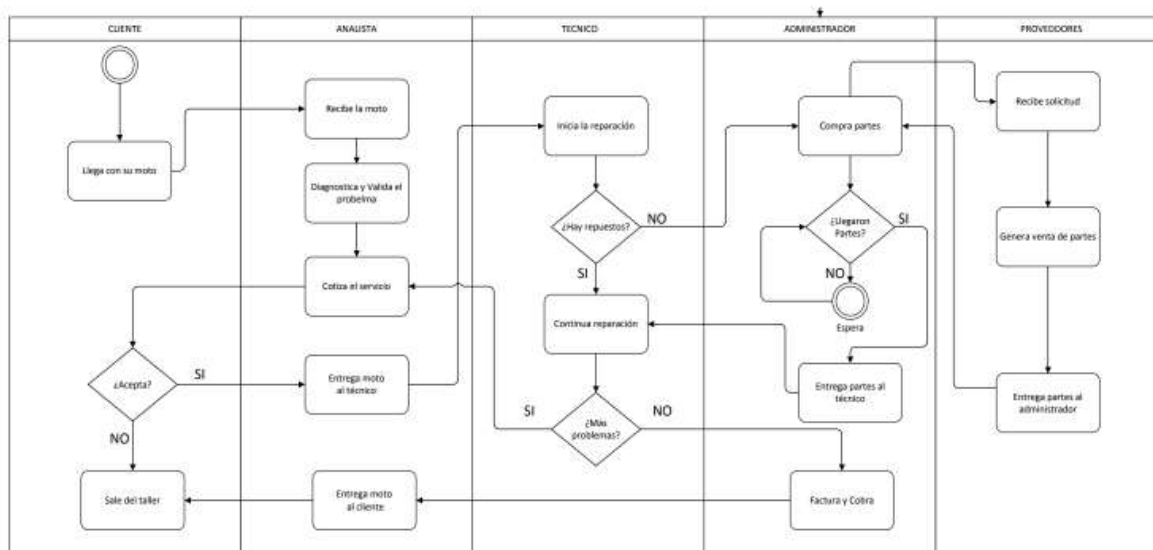 CLIENTE
ANALISTA
TECNICO
ADMINISTRADOR
PROVEDDORES
Llega con su moto
¿Acepta?
SI
NO
Sale del taller
Recibe la moto
Diagnostica y Valida el
probelma
Cotiza el servicio
Entrega moto
al técnico
Entrega moto
al cliente
Inicia la reparación
¿Hay repuestos?
NO
SI
Continua reparación
¿Mas
problemas?
SI
NO
Compra partes
¿Llegaron
Partes?
SI
NO
Espera
Entrega partes al
técnico
Factura y Cobra
Recibe solicitud
Genera venta de partes
Entrega partes al
administrador